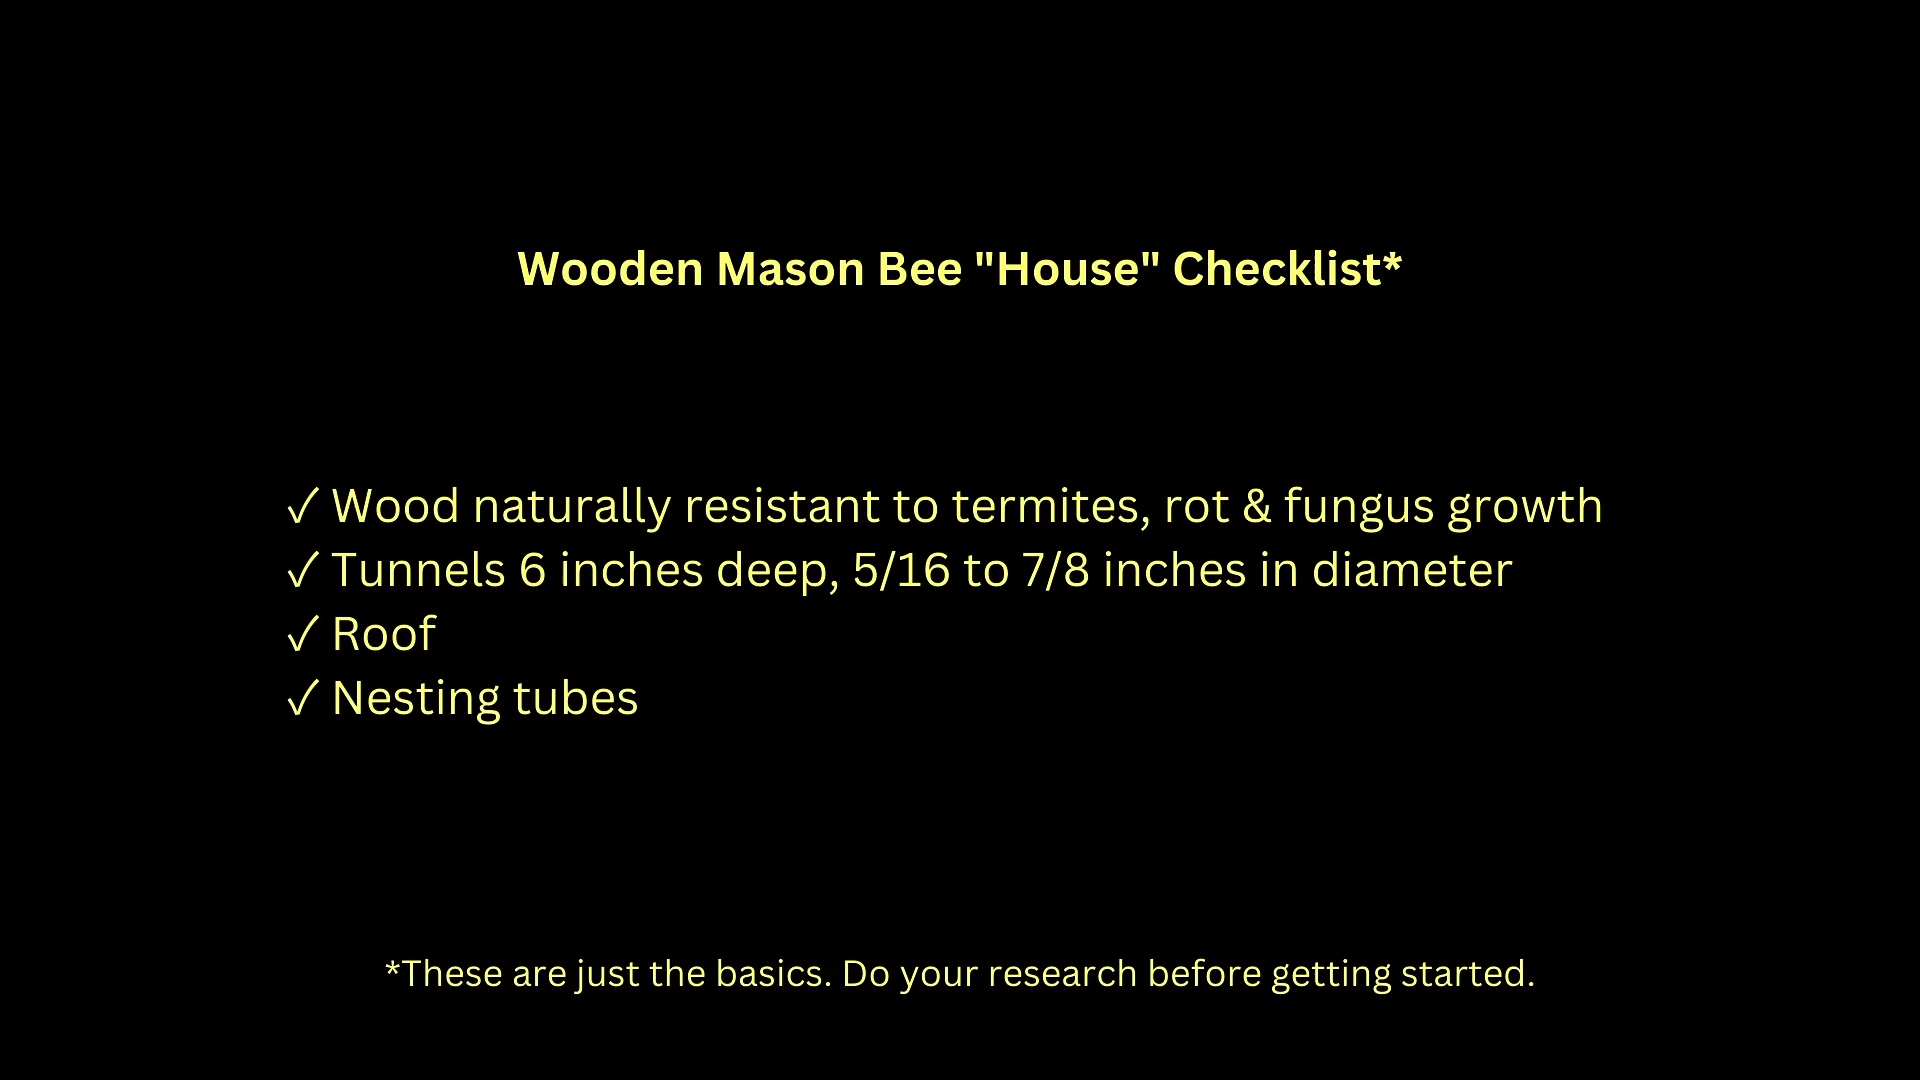 Wooden Mason Bee "House" Checklist*
✓ Wood naturally resistant to termites, rot & fungus growth
✓ Tunnels 6 inches deep, 5/16 to 7/8 inches in diameter
✓ Roof
✓ Nesting tubes
*These are just the basics. Do your research before getting started.